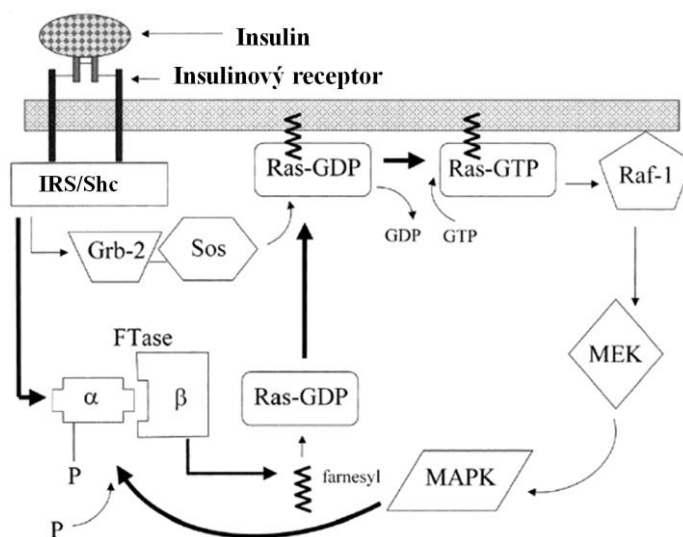 Insulin
Insulinový receptor
IRS/Shc
Ras-GDP
Ras-GTP
Raf-1
GDP
GTP
Grb-2
Sos
FTase
MEK
α
β
Ras-GDP
P
farnesyl
MAPK
P